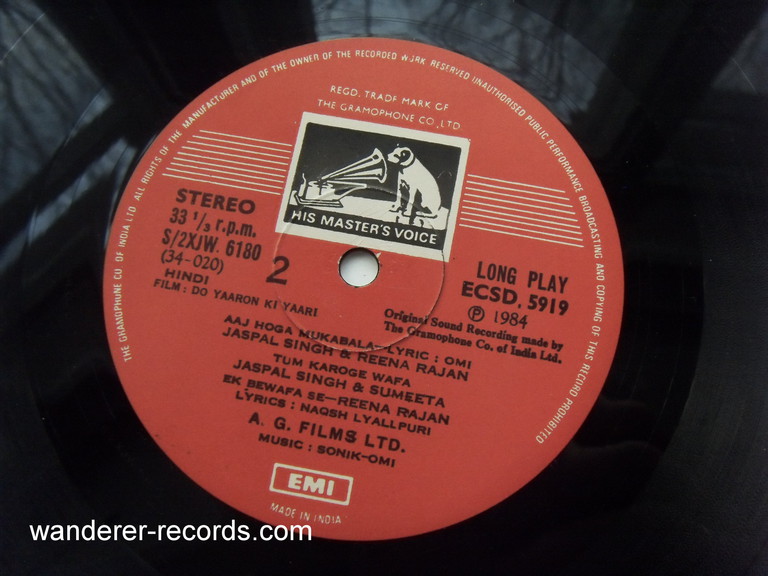 THE GRAMOPHONE CO. OF INDIA LTD ALL RIGHTS OF THE MANUFACTURER AND OF THE OWNER OF THE RECORDED WORK RESERVED UNAUTHORISED PUBLIC PERFORMANCE BROADCASTING AND COPYING OF THIS RECORD PROHIBITED
REGD. TRADE MARK OF
THE GRAMOPHONE CO., LTD
HIS MASTER'S VOICE
STEREO
33 1/3 r.p.m.
S/2XJW. 6180
(34-020)
2
HINDI
FILM : DO YAARON KI YAARI
LONG PLAY
ECSD. 5919
℗ 1984
Original Sound Recording made by
The Gramophone Co. of India Ltd.
AAJ HOGA MUKABALA–LYRIC : OMI
JASPAL SINGH & REENA RAJAN
TUM KAROGE WAFA
JASPAL SINGH & SUMEETA
EK BEWAFA SE–REENA RAJAN
LYRICS : NAQSH LYALLPURI
A. G. FILMS LTD.
MUSIC : SONIK-OMI
EMI
MADE IN INDIA
wanderer-records.com